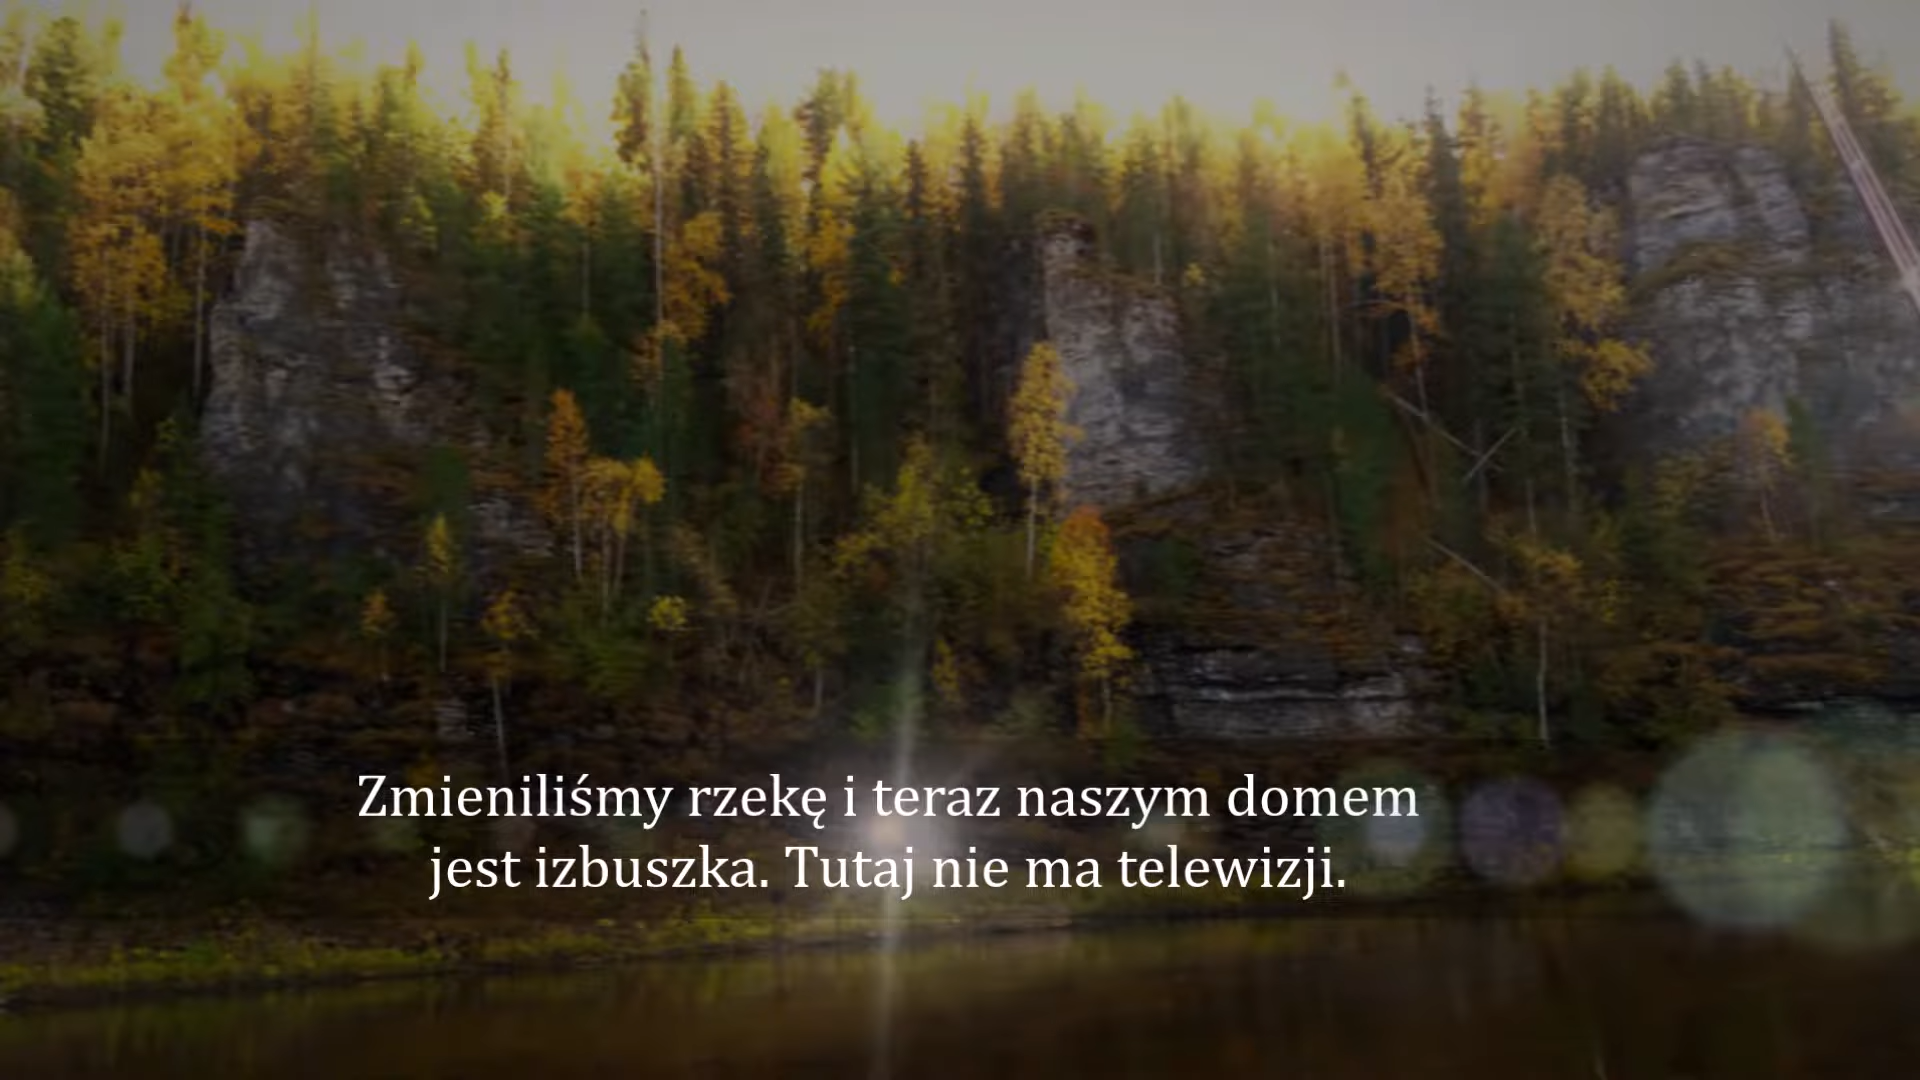 Zmieniliśmy rzekę i teraz naszym domem
jest izbuszka. Tutaj nie ma telewizji.